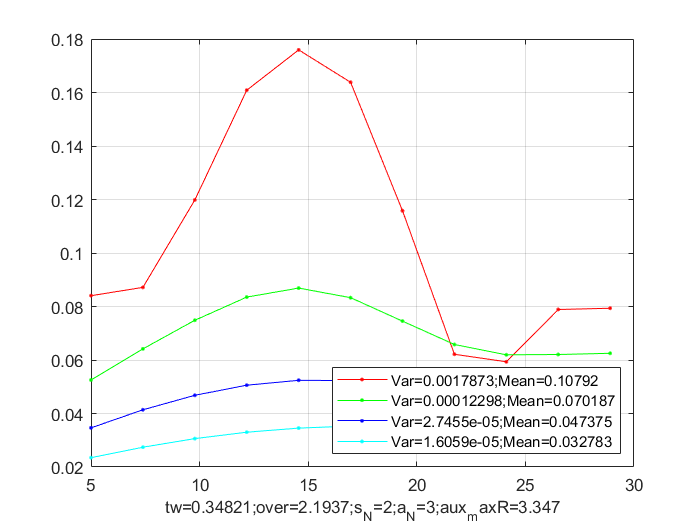 0.18
0.16
0.14
0.12
0.1
0.08
0.06
0.04
0.02
Var=0.0017873;Mean=0.10792
Var=0.00012298;Mean=0.070187
Var=2.7455e-05;Mean=0.047375
Var=1.6059e-05;Mean=0.032783
5 10 15 20 25 30
tw=0.34821;over=2.1937;s_N=2;a_N=3;aux_maxR=3.347